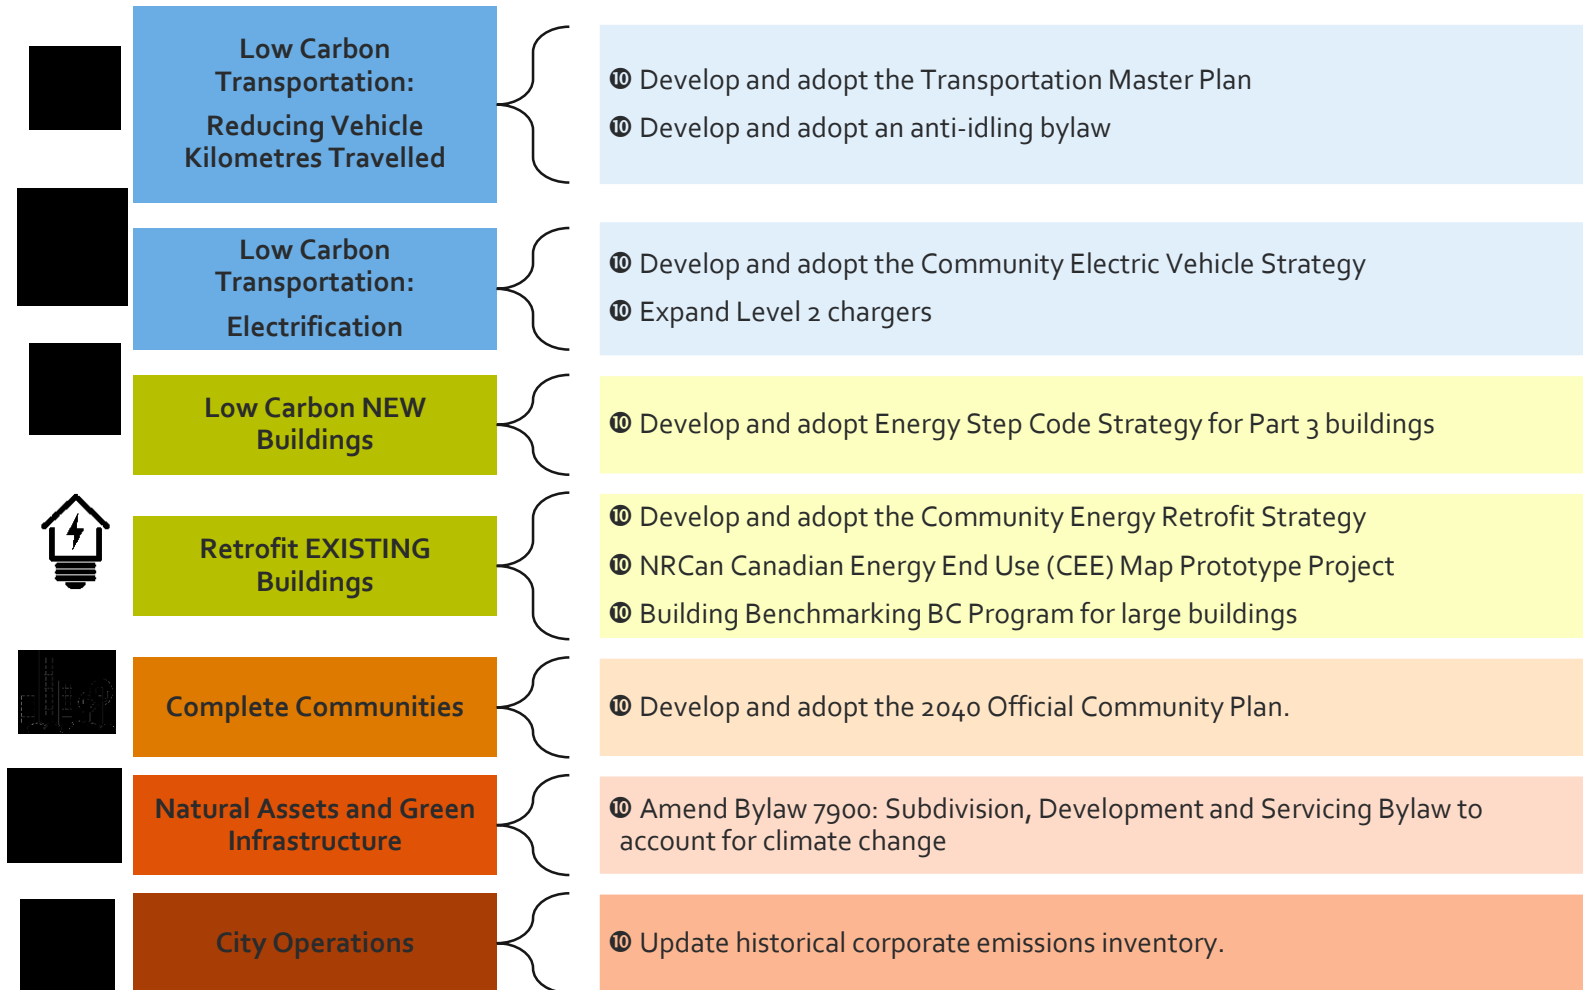 Low Carbon
Transportation:
Reducing Vehicle
Kilometres Travelled
❿ Develop and adopt the Transportation Master Plan
❿ Develop and adopt an anti-idling bylaw
Low Carbon
Transportation:
Electrification
❿ Develop and adopt the Community Electric Vehicle Strategy
❿ Expand Level 2 chargers
Low Carbon NEW
Buildings
❿ Develop and adopt Energy Step Code Strategy for Part 3 buildings
Retrofit EXISTING
Buildings
❿ Develop and adopt the Community Energy Retrofit Strategy
❿ NRCan Canadian Energy End Use (CEE) Map Prototype Project
❿ Building Benchmarking BC Program for large buildings
Complete Communities
❿ Develop and adopt the 2040 Official Community Plan.
Natural Assets and Green
Infrastructure
❿ Amend Bylaw 7900: Subdivision, Development and Servicing Bylaw to
account for climate change
City Operations
❿ Update historical corporate emissions inventory.